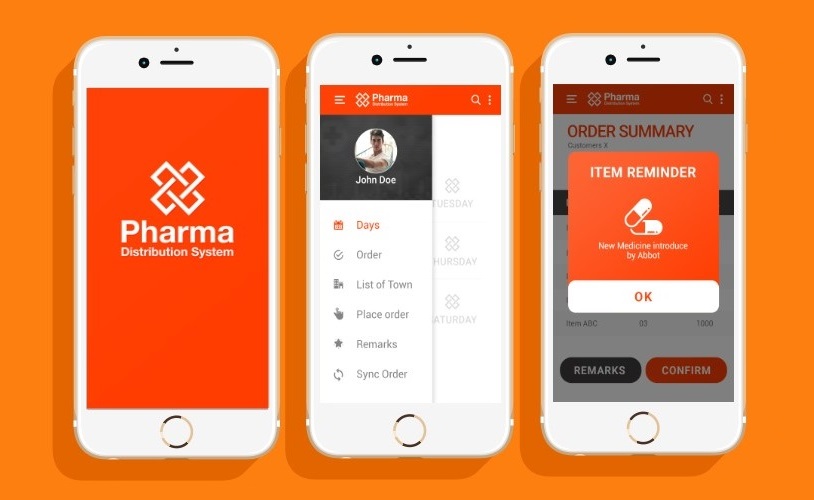 Pharma
Distribution System
Pharma
Distribution System
John Doe
Days
Order
List of Town
Place order
Remarks
Sync Order
TUESDAY
THURSDAY
SATURDAY
Pharma
Distribution System
ORDER SUMMARY
Customers X
ITEM REMINDER
New Medicine introduce
by Abbot
OK
Item ABC 03 1000
REMARKS CONFIRM